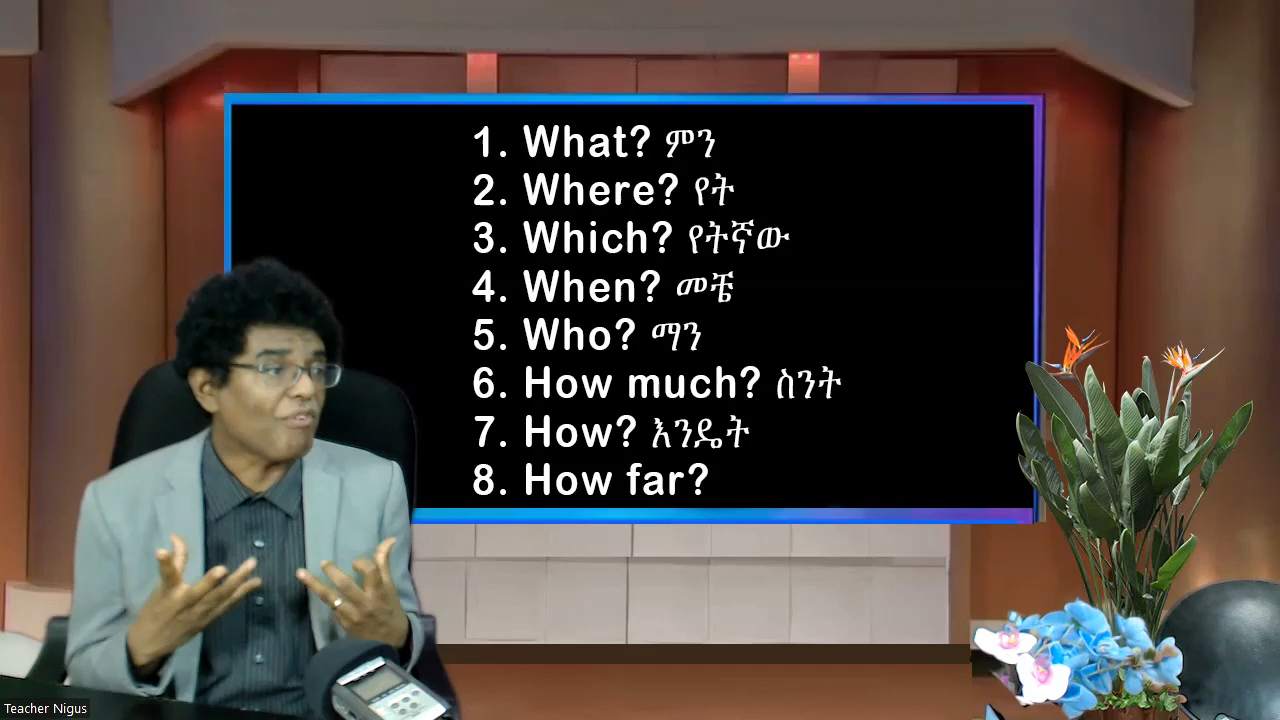 1. What? ምን
2. Where? የት
3. Which? የትኛው
4. When? መቼ
5. Who? ማን
6. How much? ስንት
7. How? እንዴት
8. How far?
Teacher Nigus